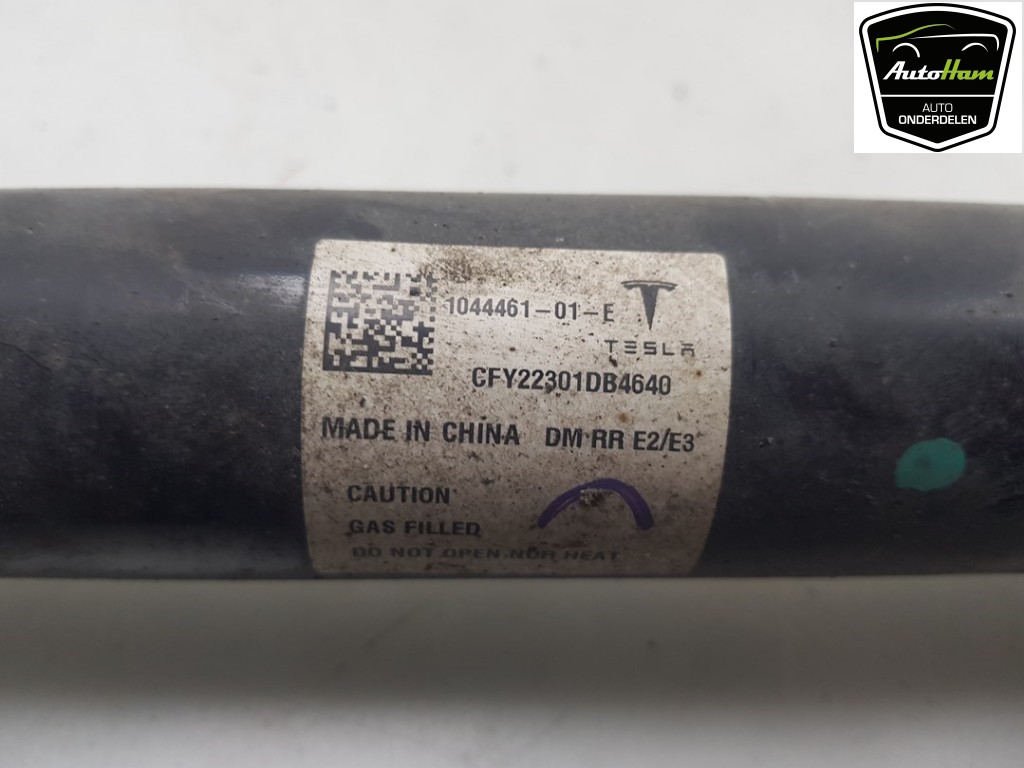 AutoHam
AUTO
ONDERDELEN
1044461-01-E
TESLA
CFY22301DB4640
MADE IN CHINA DM RR E2/E3
CAUTION
GAS FILLED
DO NOT OPEN NOR HEAT